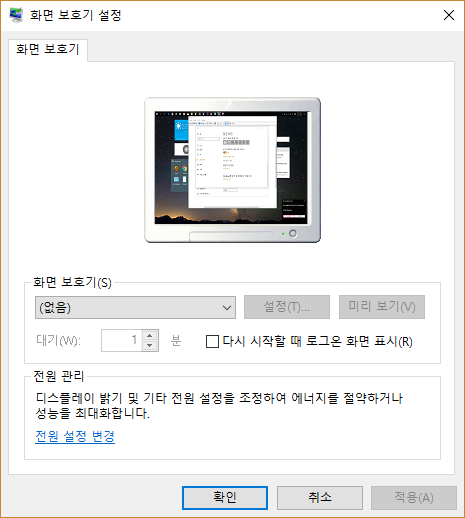 화면 보호기 설정
화면 보호기
화면 보호기(S)
(없음)
설정(T)...
미리 보기(V)
대기(W):
1
분
다시 시작할 때 로그온 화면 표시(R)
전원 관리
디스플레이 밝기 및 기타 전원 설정을 조정하여 에너지를 절약하거나
성능을 최대화합니다.
전원 설정 변경
확인
취소
적용(A)